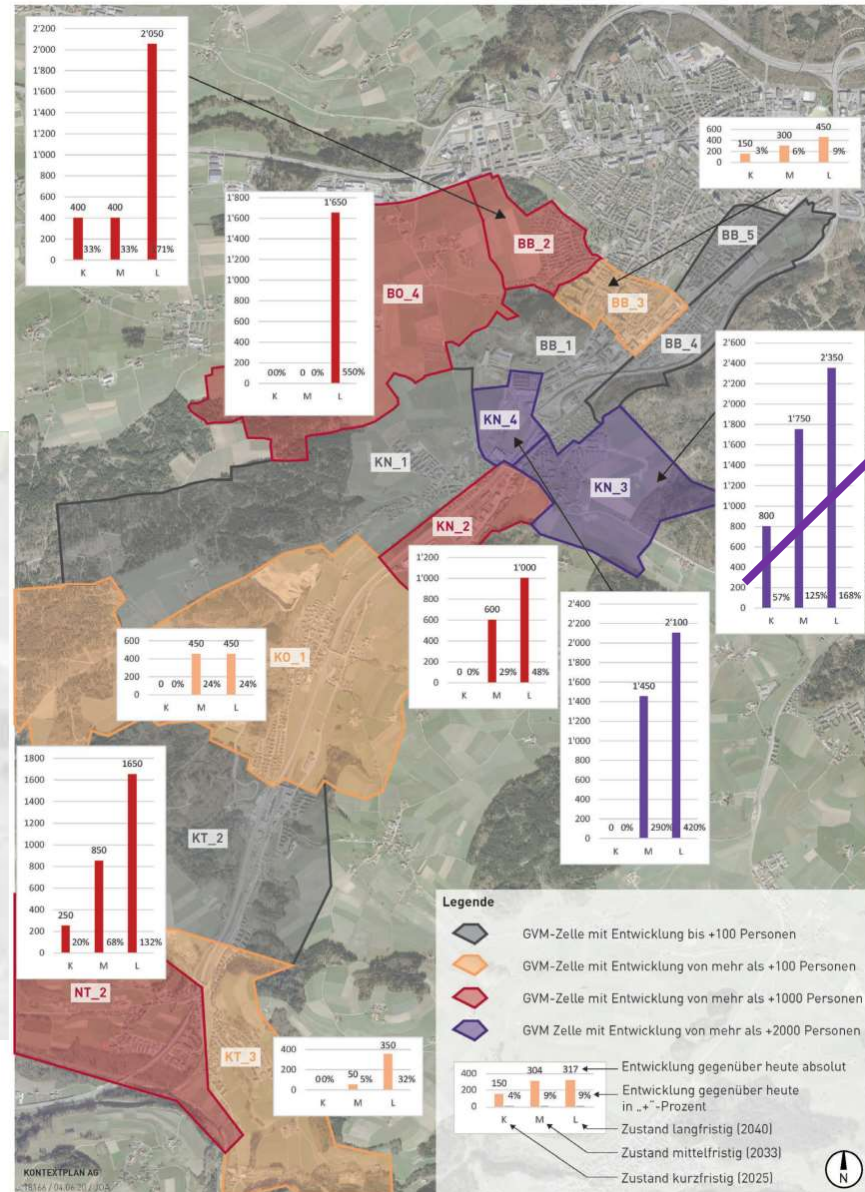 2'200
2'000
1'800
1'600
1'400
1'200
1'000
800
600
400
200
0
400
400
2'050
33%
33%
71%
K
M
L
600
400
200
0
150
300
450
3%
6%
9%
K
M
L
1'800
1'600
1'400
1'200
1'000
800
600
400
200
0
1'650
00%
0 0%
550%
K
M
L
BB_2
BB_5
BO_4
BB_3
BB_1
BB_4
KN_4
KN_1
KN_3
KN_2
2'600
2'400
2'200
2'000
1'800
1'600
1'400
1'200
1'000
800
600
400
200
0
800
1'750
2'350
57%
125%
168%
K
M
L
1'200
1'000
800
600
400
200
0
600
1'000
0 0%
29%
48%
K
M
L
2'400
2'200
2'000
1'800
1'600
1'400
1'200
1'000
800
600
400
200
0
1'450
2'100
0 0%
290%
420%
K
M
L
KO_1
600
400
200
0
450
450
0 0%
24%
24%
K
M
L
1800
1600
1400
1200
1000
800
600
400
200
0
250
850
1650
20%
68%
132%
K
M
L
KT_2
NT_2
KT_3
400
200
0
50
350
00%
5%
32%
K
M
L
Legende
GVM-Zelle mit Entwicklung bis +100 Personen
GVM-Zelle mit Entwicklung von mehr als +100 Personen
GVM-Zelle mit Entwicklung von mehr als +1000 Personen
GVM Zelle mit Entwicklung von mehr als +2000 Personen
400
200
0
150
304
317
4%
9%
9%
K
M
L
Entwicklung gegenüber heute absolut
Entwicklung gegenüber heute
in „+"-Prozent
Zustand langfristig (2040)
Zustand mittelfristig (2033)
Zustand kurzfristig (2025)
KONTEXTPLAN AG
18566 / 04.06.20 / JOA
N